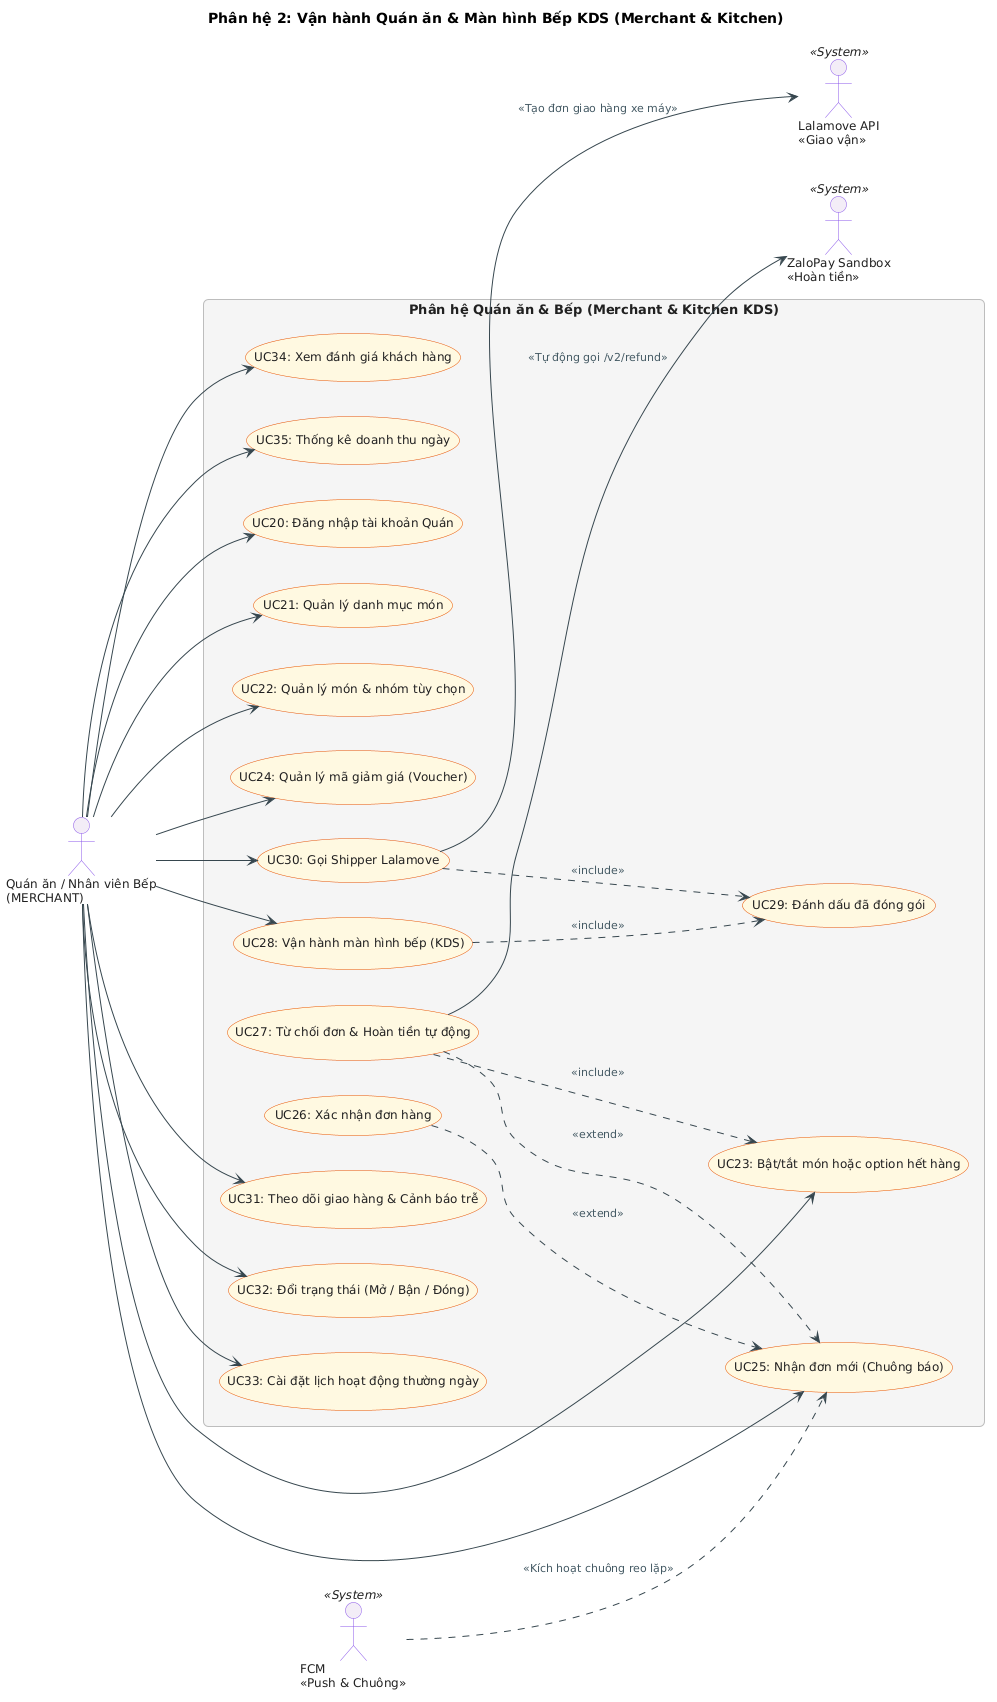 Phân hệ 2: Vận hành Quán ăn & Màn hình Bếp KDS (Merchant & Kitchen)
«System»
Lalamove API
«Giao vận»
«Tạo đơn giao hàng xe máy»
«System»
ZaloPay Sandbox
«Hoàn tiền»
Phân hệ Quán ăn & Bếp (Merchant & Kitchen KDS)
«Tự động gọi /v2/refund»
UC34: Xem đánh giá khách hàng
UC35: Thống kê doanh thu ngày
UC20: Đăng nhập tài khoản Quán
UC21: Quản lý danh mục món
UC22: Quản lý món & nhóm tùy chọn
UC24: Quản lý mã giảm giá (Voucher)
UC30: Gọi Shipper Lalamove
«include»
UC29: Đánh dấu đã đóng gói
Quán ăn / Nhân viên Bếp
(MERCHANT)
«include»
UC28: Vận hành màn hình bếp (KDS)
UC27: Từ chối đơn & Hoàn tiền tự động
«include»
UC26: Xác nhận đơn hàng
«extend»
UC23: Bật/tắt món hoặc option hết hàng
UC31: Theo dõi giao hàng & Cảnh báo trễ
«extend»
UC32: Đổi trạng thái (Mở / Bận / Đóng)
UC25: Nhận đơn mới (Chuông báo)
UC33: Cài đặt lịch hoạt động thường ngày
«Kích hoạt chuông reo lặp»
«System»
FCM
«Push & Chuông»